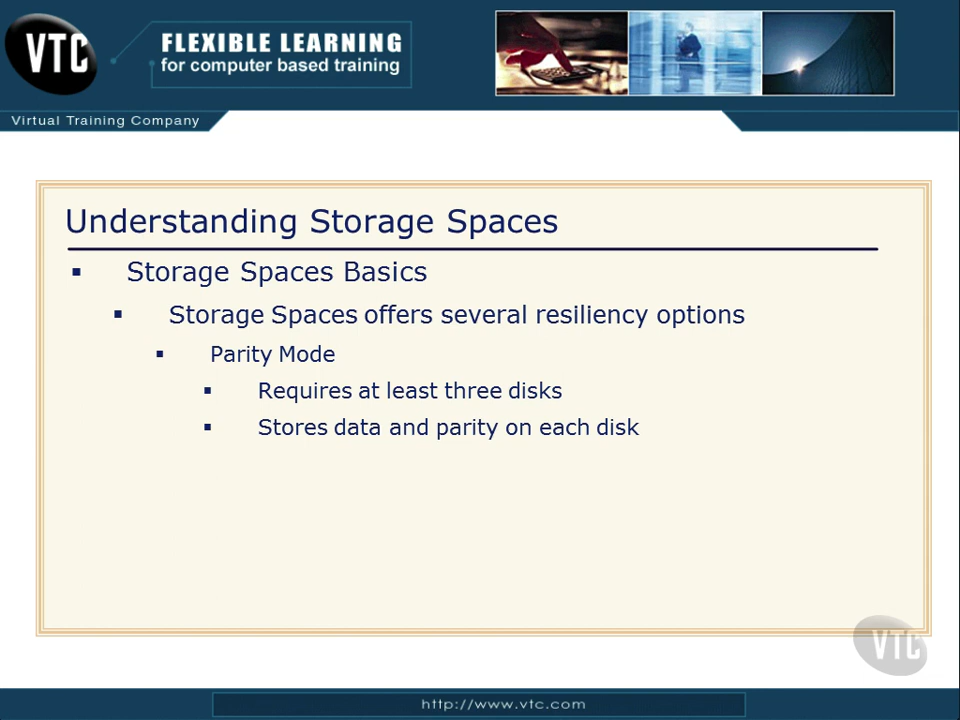 VTC
FLEXIBLE LEARNING
for computer based training
Virtual Training Company
Understanding Storage Spaces
Storage Spaces Basics
Storage Spaces offers several resiliency options
Parity Mode
Requires at least three disks
Stores data and parity on each disk
VTC
http://www.vtc.com